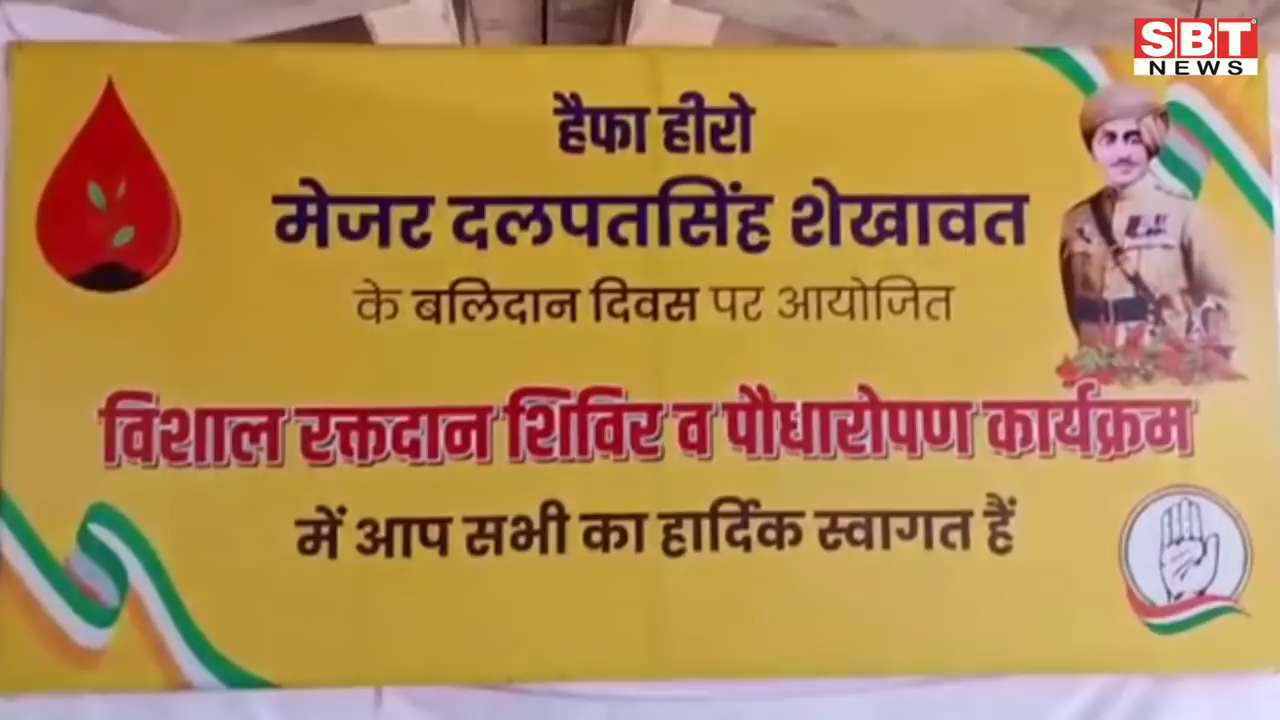 SBT
NEWS
हैफा हीरो
मेजर दलपतसिंह शेखावत
के बलिदान दिवस पर आयोजित
विशाल रक्तदान शिविर व पौधारोपण कार्यक्रम
में आप सभी का हार्दिक स्वागत हैं